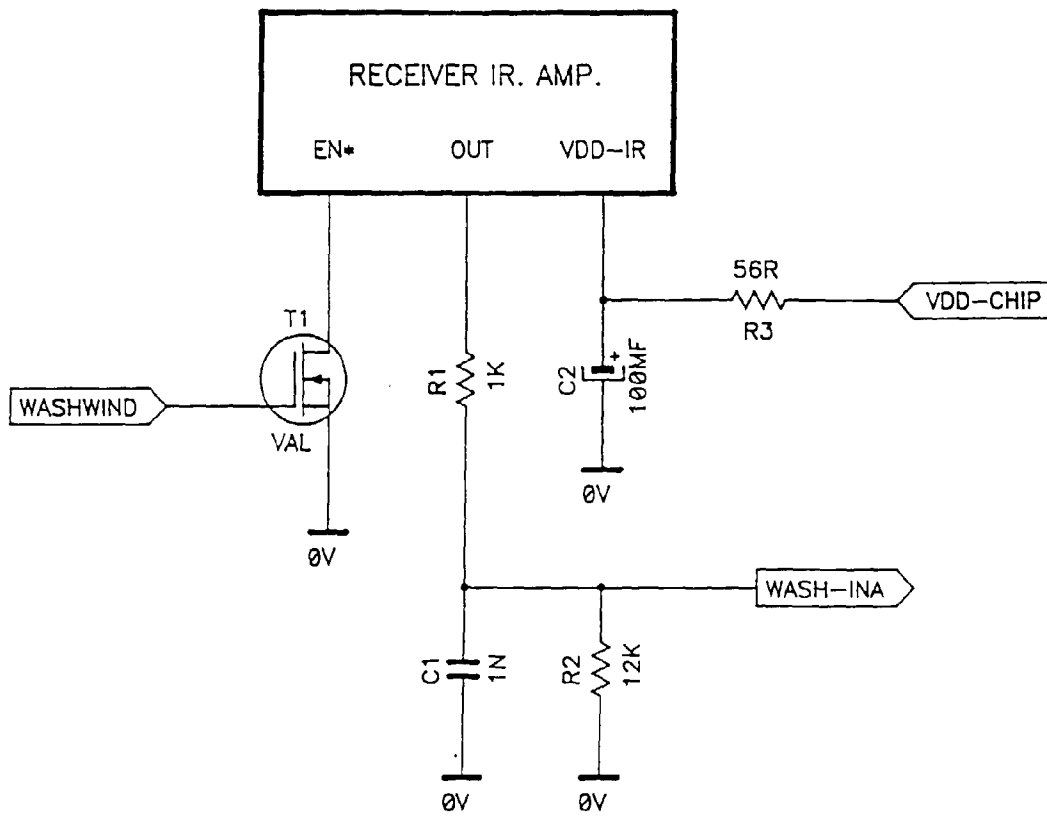 RECEIVER IR. AMP.
EN* OUT VDD-IR
56R
VDD-CHIP
R3
T1
R1
1K
C2
+
100MF
WASHWIND
VAL
0V
0V
WASH-INA
C1
1N
R2
12K
0V
0V